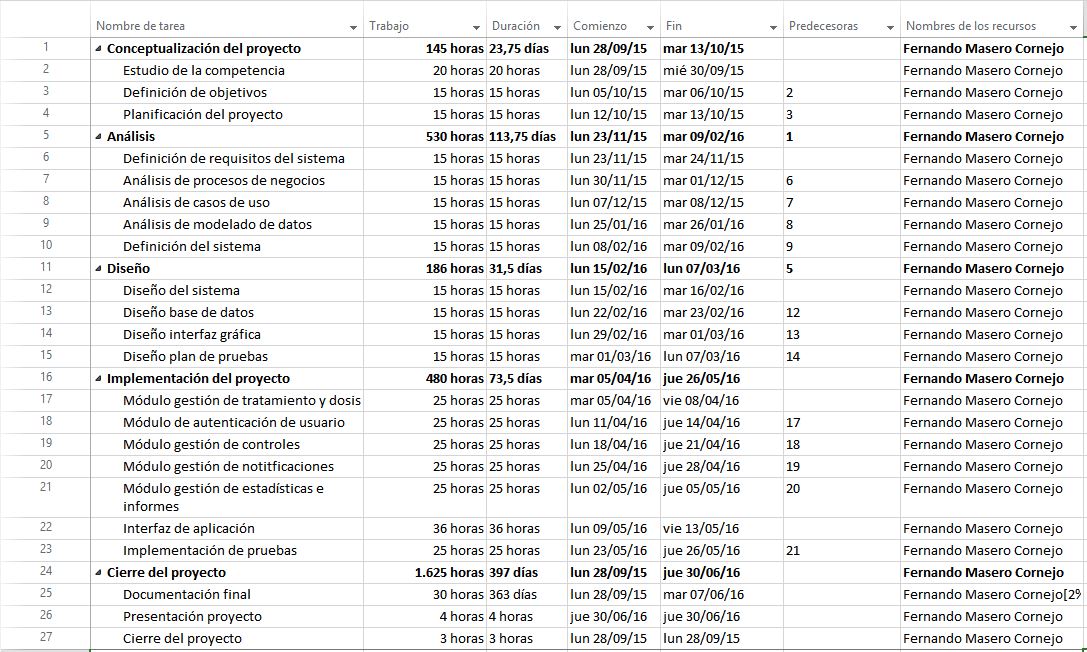 Nombre de tarea Trabajo Duración Comienzo Fin Predecesoras Nombres de los recursos
1 Conceptualización del proyecto 145 horas 23,75 días lun 28/09/15 mar 13/10/15 Fernando Masero Cornejo
2 Estudio de la competencia 20 horas 20 horas lun 28/09/15 mié 30/09/15 Fernando Masero Cornejo
3 Definición de objetivos 15 horas 15 horas lun 05/10/15 mar 06/10/15 2 Fernando Masero Cornejo
4 Planificación del proyecto 15 horas 15 horas lun 12/10/15 mar 13/10/15 3 Fernando Masero Cornejo
5 Análisis 530 horas 113,75 días lun 23/11/15 mar 09/02/16 1 Fernando Masero Cornejo
6 Definición de requisitos del sistema 15 horas 15 horas lun 23/11/15 mar 24/11/15 Fernando Masero Cornejo
7 Análisis de procesos de negocios 15 horas 15 horas lun 30/11/15 mar 01/12/15 6 Fernando Masero Cornejo
8 Análisis de casos de uso 15 horas 15 horas lun 07/12/15 mar 08/12/15 7 Fernando Masero Cornejo
9 Análisis de modelado de datos 15 horas 15 horas lun 25/01/16 mar 26/01/16 8 Fernando Masero Cornejo
10 Definición del sistema 15 horas 15 horas lun 08/02/16 mar 09/02/16 9 Fernando Masero Cornejo
11 Diseño 186 horas 31,5 días lun 15/02/16 lun 07/03/16 5 Fernando Masero Cornejo
12 Diseño del sistema 15 horas 15 horas lun 15/02/16 mar 16/02/16 Fernando Masero Cornejo
13 Diseño base de datos 15 horas 15 horas lun 22/02/16 mar 23/02/16 12 Fernando Masero Cornejo
14 Diseño interfaz gráfica 15 horas 15 horas lun 29/02/16 mar 01/03/16 13 Fernando Masero Cornejo
15 Diseño plan de pruebas 15 horas 15 horas mar 01/03/16 lun 07/03/16 14 Fernando Masero Cornejo
16 Implementación del proyecto 480 horas 73,5 días mar 05/04/16 jue 26/05/16 Fernando Masero Cornejo
17 Módulo gestión de tratamiento y dosis 25 horas 25 horas mar 05/04/16 vie 08/04/16 Fernando Masero Cornejo
18 Módulo de autenticación de usuario 25 horas 25 horas lun 11/04/16 jue 14/04/16 17 Fernando Masero Cornejo
19 Módulo gestión de controles 25 horas 25 horas lun 18/04/16 jue 21/04/16 18 Fernando Masero Cornejo
20 Módulo gestión de notitficaciones 25 horas 25 horas lun 25/04/16 jue 28/04/16 19 Fernando Masero Cornejo
21 Módulo gestión de estadísticas e 25 horas 25 horas lun 02/05/16 jue 05/05/16 20 Fernando Masero Cornejo
informes
22 Interfaz de aplicación 36 horas 36 horas lun 09/05/16 vie 13/05/16 Fernando Masero Cornejo
23 Implementación de pruebas 25 horas 25 horas lun 23/05/16 jue 26/05/16 21 Fernando Masero Cornejo
24 Cierre del proyecto 1.625 horas 397 días lun 28/09/15 jue 30/06/16 Fernando Masero Cornejo
25 Documentación final 30 horas 363 días lun 28/09/15 mar 07/06/16 Fernando Masero Cornejo[2%
26 Presentación proyecto 4 horas 4 horas jue 30/06/16 jue 30/06/16 Fernando Masero Cornejo
27 Cierre del proyecto 3 horas 3 horas lun 28/09/15 lun 28/09/15 Fernando Masero Cornejo